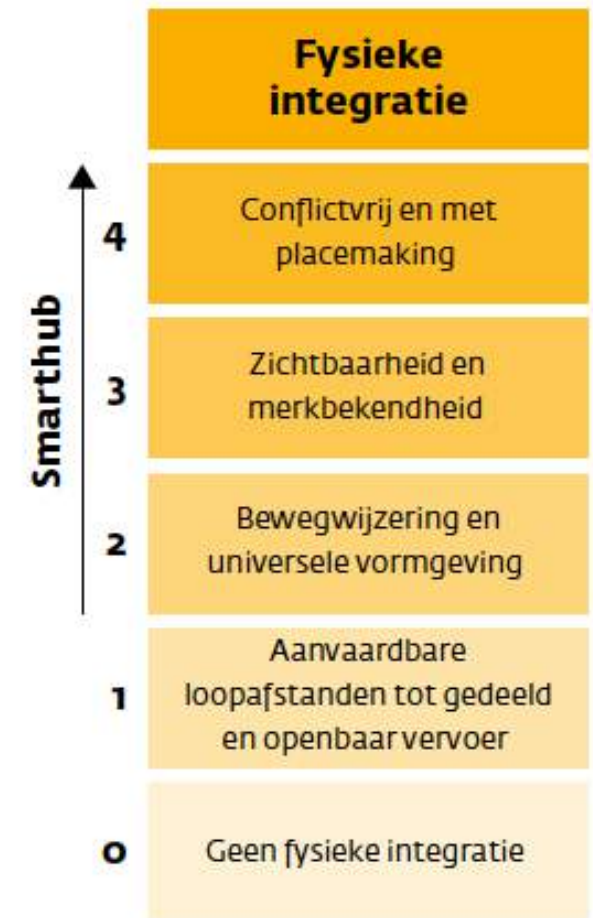 Fysieke
integratie
Smarthub
4
Conflictvrij en met
placemaking
3
Zichtbaarheid en
merkbekendheid
2
Bewegwijzering en
universele vormgeving
1
Aanvaardbare
loopafstanden tot gedeeld
en openbaar vervoer
0
Geen fysieke integratie